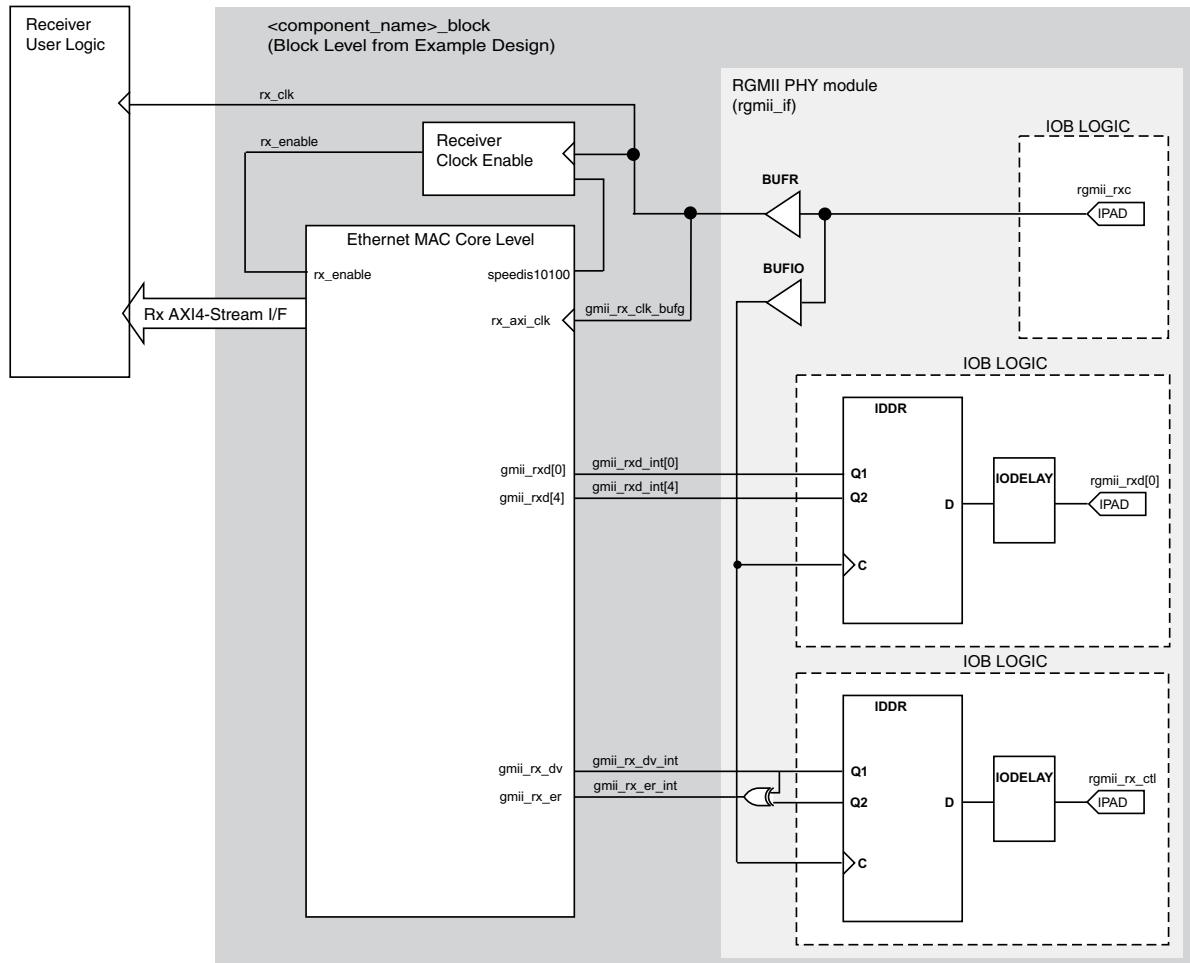 Receiver
User Logic
<component_name>_block
(Block Level from Example Design)
RGMII PHY module
(rgmii_if)
IOB LOGIC
rx_clk
rx_enable
Receiver
Clock Enable
BUFR
rgmii_rxc
IPAD
Ethernet MAC Core Level
BUFIO
rx_enable
speedis10100
Rx AXI4-Stream I/F
rx_axi_clk
gmii_rx_clk_bufg
IOB LOGIC
IDDR
gmii_rxd[0]
gmii_rxd_int[0]
Q1
IODELAY
rgmii_rxd[0]
gmii_rxd[4]
gmii_rxd_int[4]
Q2
D
IPAD
C
IOB LOGIC
IDDR
gmii_rx_dv
gmii_rx_dv_int
Q1
IODELAY
rgmii_rx_ctl
gmii_rx_er
gmii_rx_er_int
Q2
D
IPAD
C